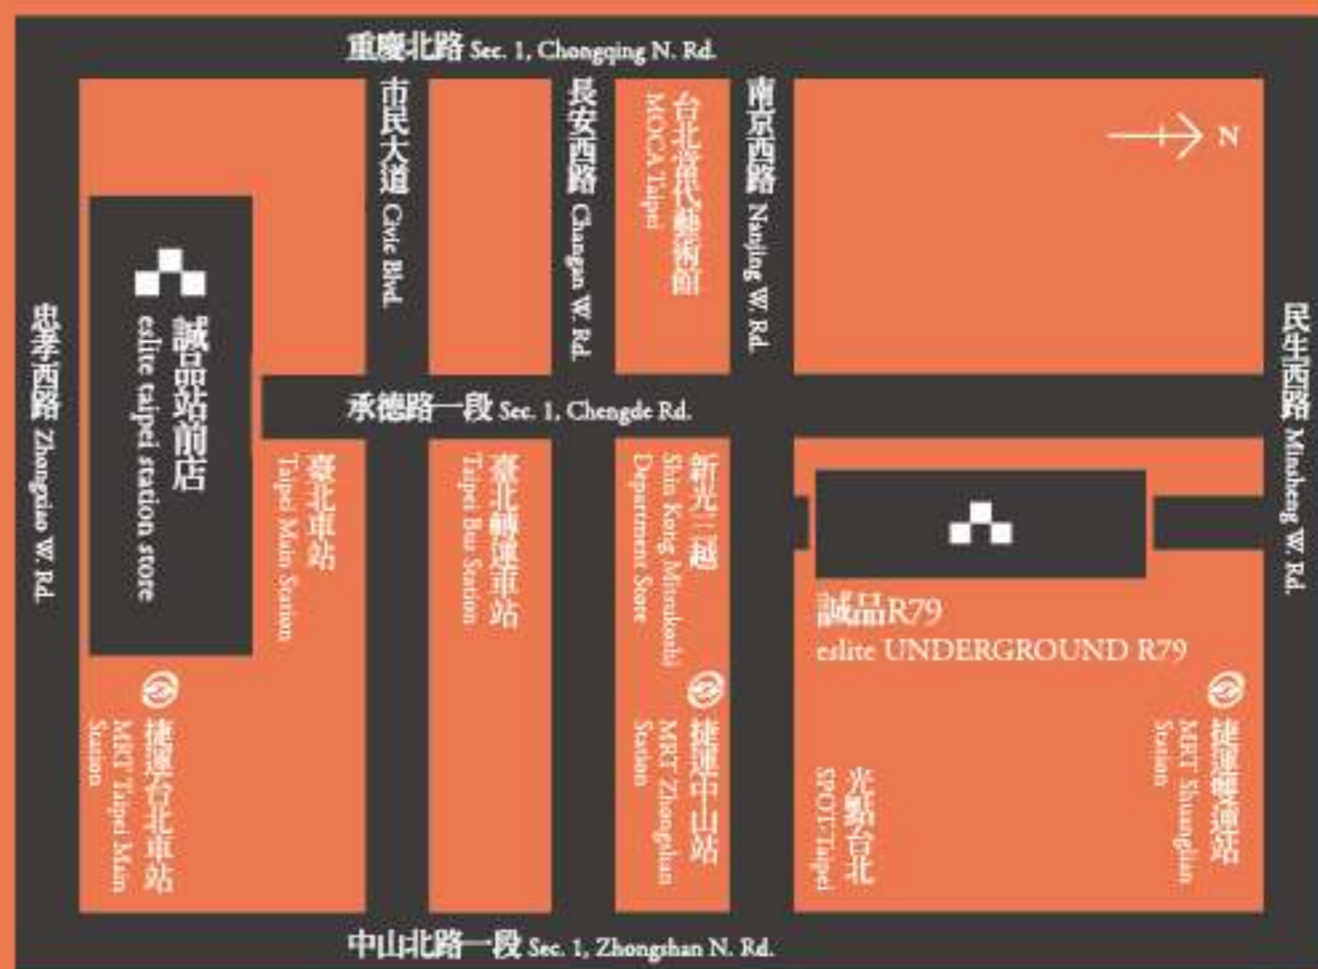 重慶北路 Sec. 1, Chongqing N. Rd.
忠孝西路 Zhongxiao W. Rd.
誠品站前店
eslite taipei station store
市民大道 Civic Blvd.
長安西路 Changan W. Rd.
台北當代藝術館
MOCA Taipei
南京西路 Nanjing W. Rd.
N
民生西路 Minsheng W. Rd.
承德路一段 Sec. 1, Chengde Rd.
臺北車站
Taipei Main Station
臺北轉運車站
Taipei Bus Station
新光三越
Shin Kong Mitsukoshi
Department Store
誠品R79
eslite UNDERGROUND R79
捷運台北車站
MRT Taipei Main
Station
捷運中山站
MRT Zhongshan
Station
光點台北
SPOT-Taipei
捷運雙連站
MRT Shuanglian
Station
中山北路一段 Sec. 1, Zhongshan N. Rd.